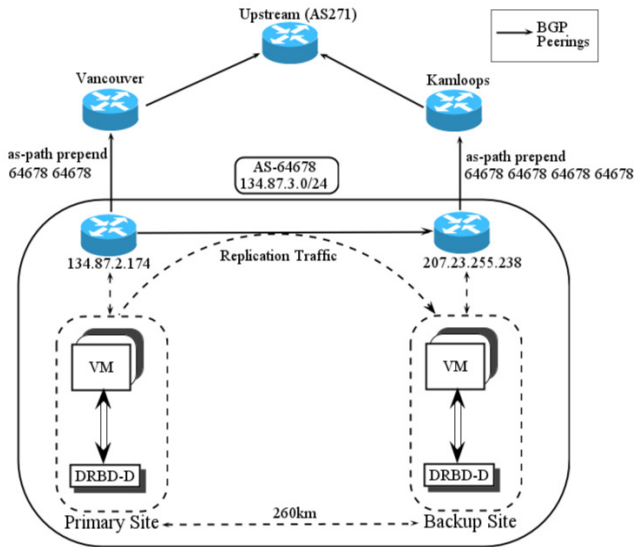 Upstream (AS271)
BGP
Peerings
Vancouver
Kamloops
as-path prepend
64678 64678
AS-64678
134.87.3.0/24
as-path prepend
64678 64678 64678 64678
134.87.2.174
Replication Traffic
207.23.255.238
VM
VM
DRBD-D
DRBD-D
Primary Site
260km
Backup Site